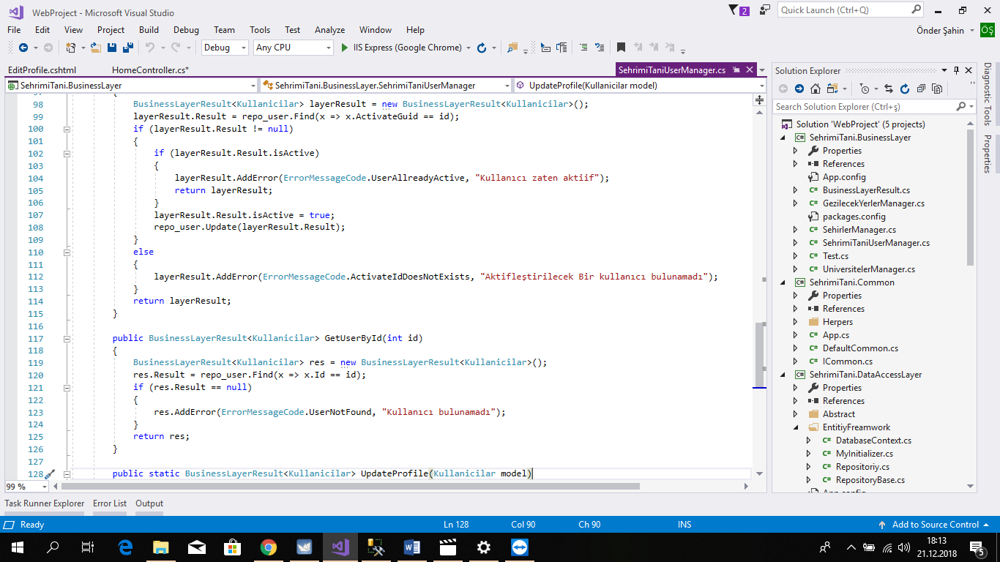 WebProject - Microsoft Visual Studio
2
Quick Launch (Ctrl+Q)
File Edit View Project Build Debug Team Tools Test Analyze Window Help
Önder Şahin ÖŞ
Debug Any CPU IIS Express (Google Chrome)
EditProfile.cshtml HomeController.cs* SehrimiTaniUserManager.cs
SehrimiTani.BusinessLayer SehrimiTani.BusinessLayer.SehrimiTaniUserManager UpdateProfile(Kullanicilar model)
97 {
98 BusinessLayerResult<Kullanicilar> layerResult = new BusinessLayerResult<Kullanicilar>();
99 layerResult.Result = repo_user.Find(x => x.ActivateGuid == id);
100 if (layerResult.Result != null)
101 {
102 if (layerResult.Result.isActive)
103 {
104 layerResult.AddError(ErrorMessageCode.UserAllreadyActive, "Kullanıcı zaten aktiif");
105 return layerResult;
106 }
107 layerResult.Result.isActive = true;
108 repo_user.Update(layerResult.Result);
109 }
110 else
111 {
112 layerResult.AddError(ErrorMessageCode.ActivateIdDoesNotExists, "Aktifleştirilecek Bir kullanıcı bulunamadı");
113 }
114 return layerResult;
115 }
116
117 public BusinessLayerResult<Kullanicilar> GetUserById(int id)
118 {
119 BusinessLayerResult<Kullanicilar> res = new BusinessLayerResult<Kullanicilar>();
120 res.Result = repo_user.Find(x => x.Id == id);
121 if (res.Result == null)
122 {
123 res.AddError(ErrorMessageCode.UserNotFound, "Kullanıcı bulunamadı");
124 }
125 return res;
126 }
127
128 public static BusinessLayerResult<Kullanicilar> UpdateProfile(Kullanicilar model)
99 %
Solution Explorer
Search Solution Explorer (Ctrl+ş)
Solution 'WebProject' (5 projects)
SehrimiTani.BusinessLayer
Properties
References
App.config
BusinessLayerResult.cs
GezilecekYerlerManager.cs
packages.config
SehirlerManager.cs
SehrimiTaniUserManager.cs
Test.cs
UniversitelerManager.cs
SehrimiTani.Common
Properties
References
Herpers
App.cs
DefaultCommon.cs
ICommon.cs
SehrimiTani.DataAccessLayer
Properties
References
Abstract
EntitiyFreamwork
DatabaseContext.cs
MyInitializer.cs
Repositoriy.cs
RepositoryBase.cs
App.config
Diagnostic Tools
Properties
Task Runner Explorer Error List Output
Ready Ln 128 Col 90 Ch 90 INS Add to Source Control
18:13
21.12.2018
5